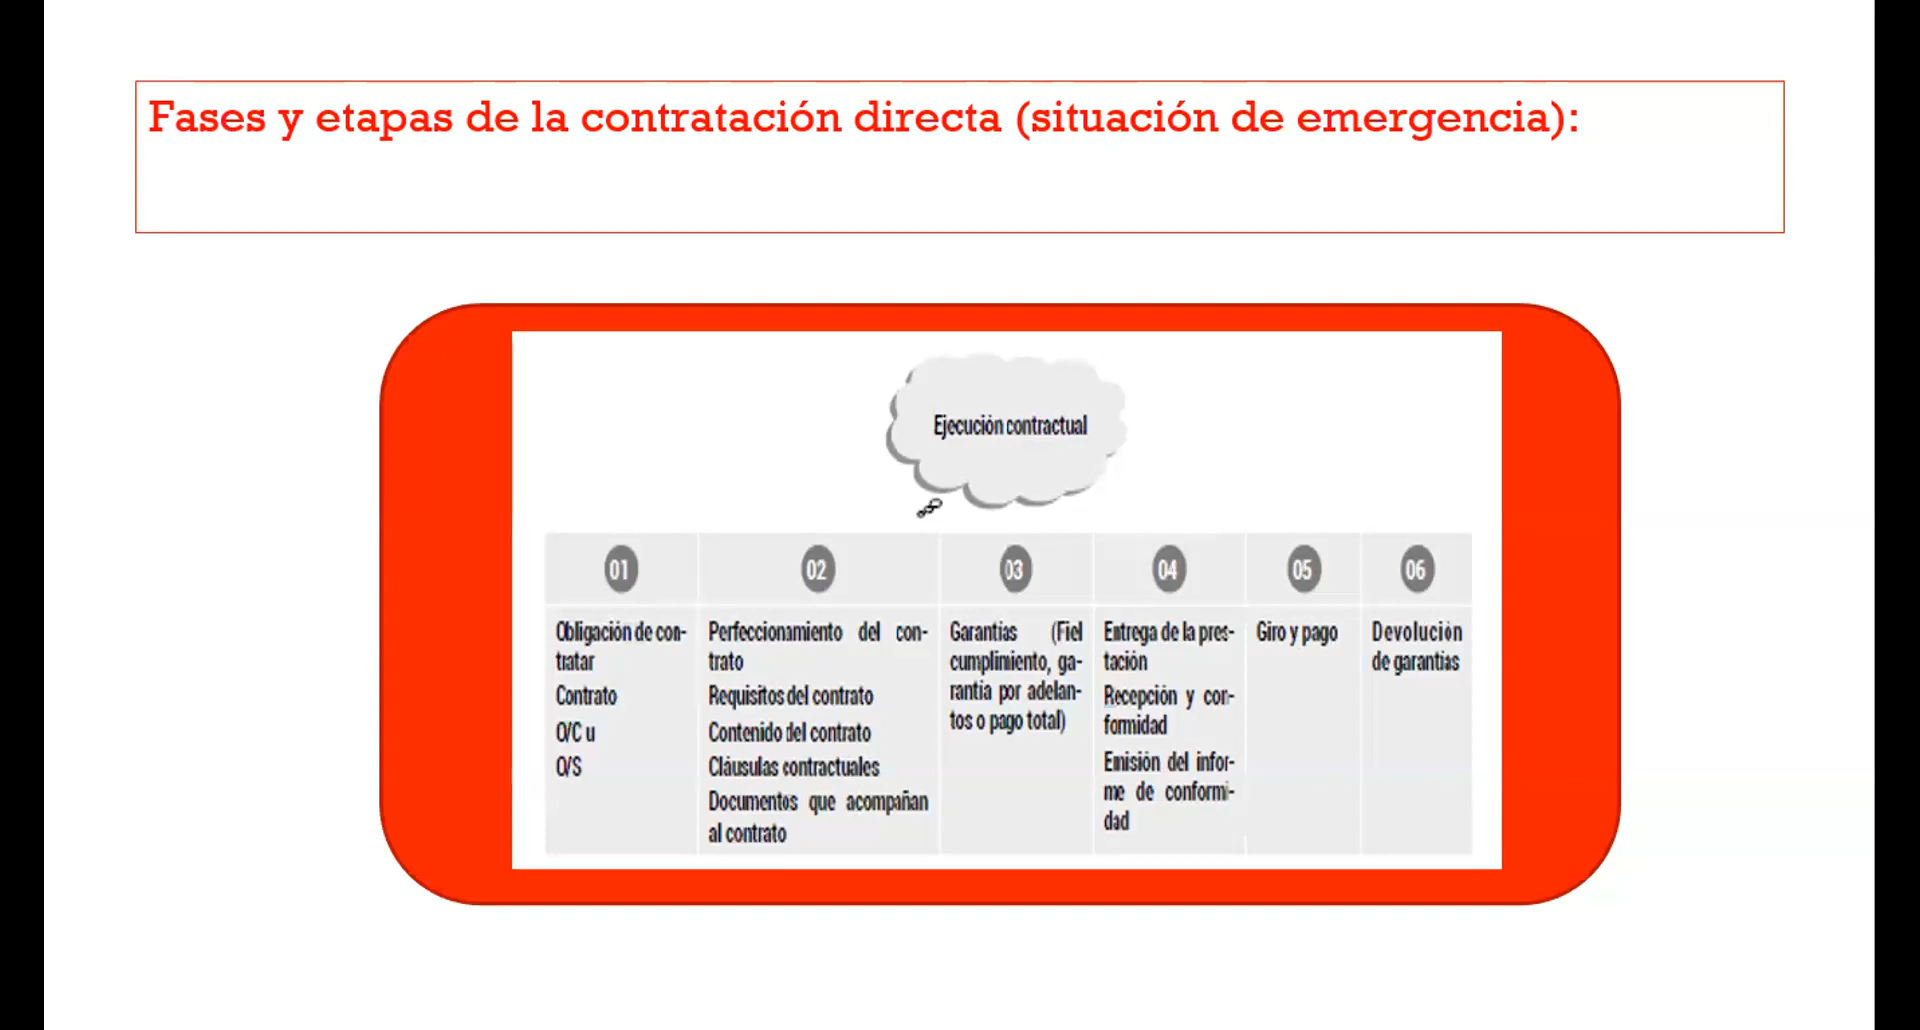 Fases y etapas de la contratación directa (situación de emergencia):
Ejecución contractual
01
Obligación de con-
tratar
Contrato
O/C u
O/S
02
Perfeccionamiento del con-
trato
Requisitos del contrato
Contenido del contrato
Cláusulas contractuales
Documentos que acompañan
al contrato
03
Garantías (Fiel
cumplimiento, ga-
rantía por adelan-
tos o pago total)
04
Entrega de la pres-
tación
Recepción y con-
formidad
Emisión del infor-
me de conformi-
dad
05
Giro y pago
06
Devolución
de garantías